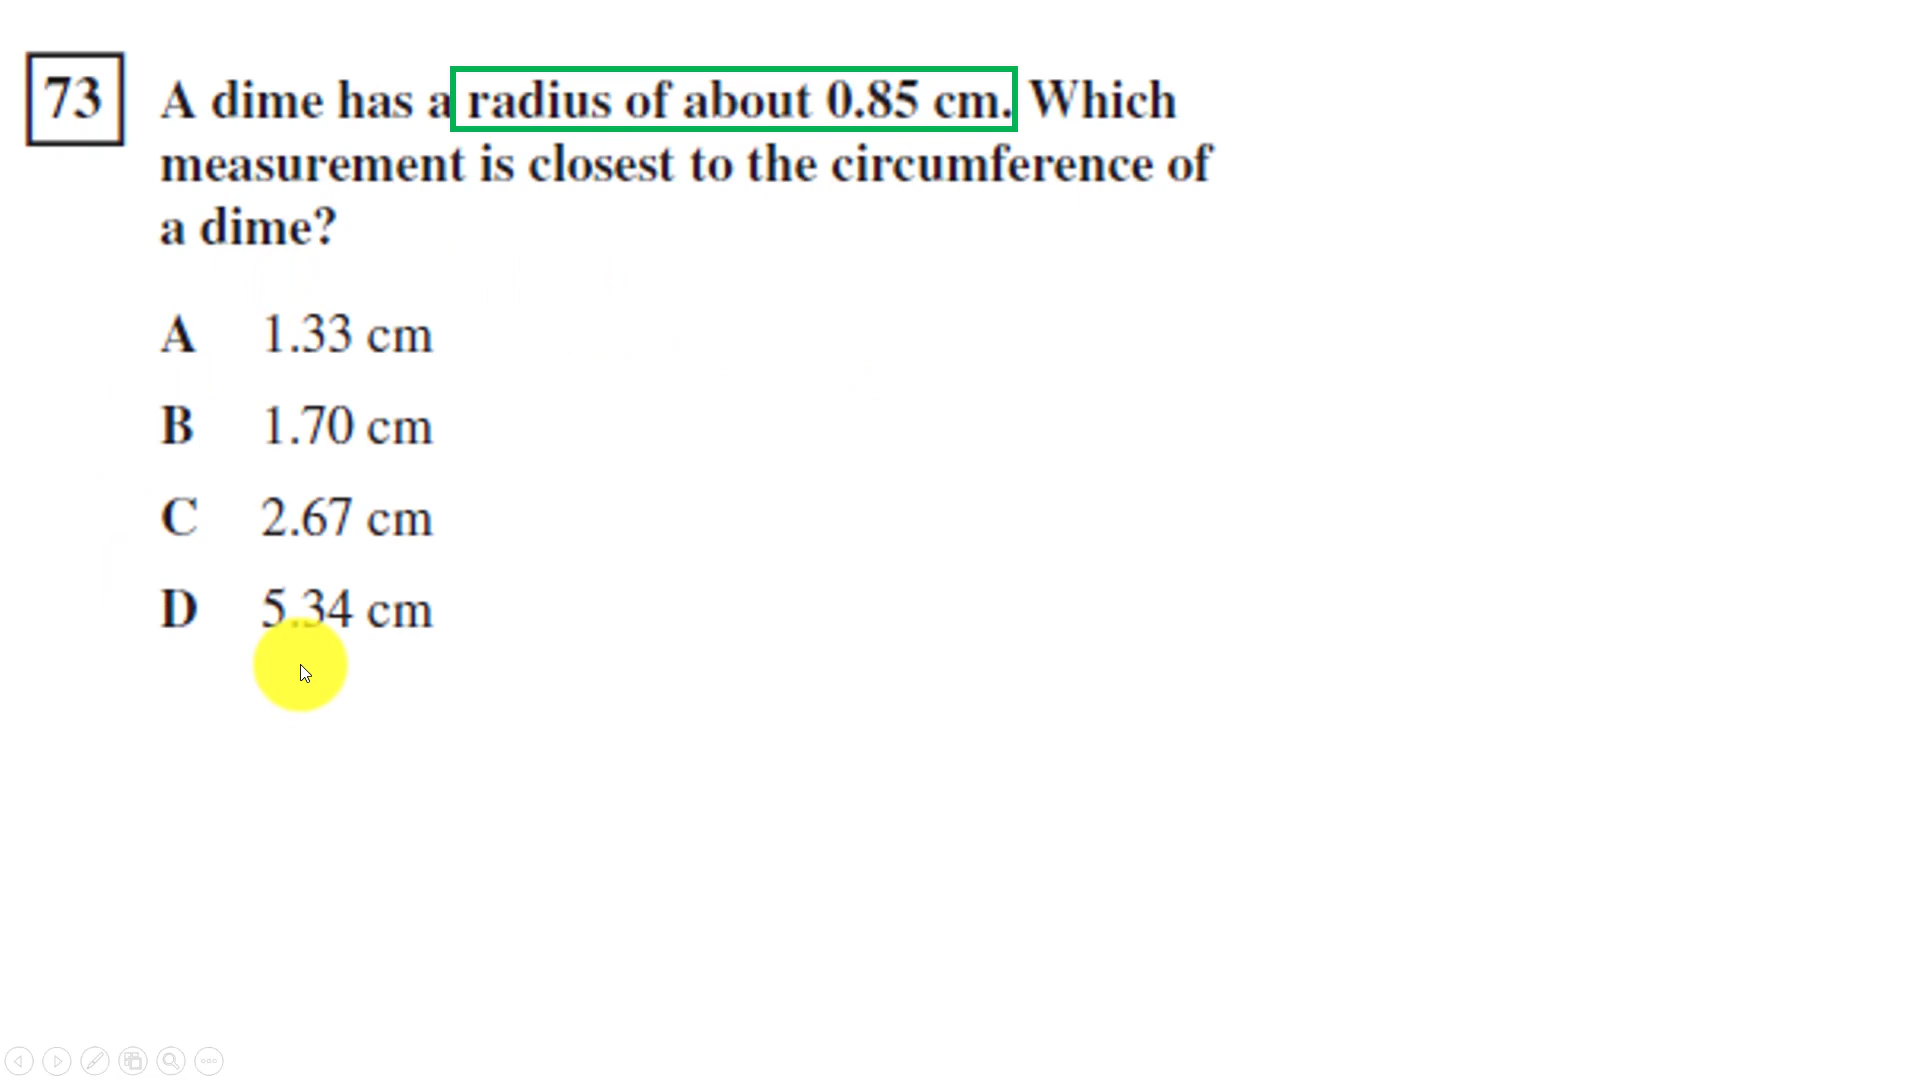 73 A dime has a radius of about 0.85 cm. Which
measurement is closest to the circumference of
a dime?
A 1.33 cm
B 1.70 cm
C 2.67 cm
D 5.34 cm